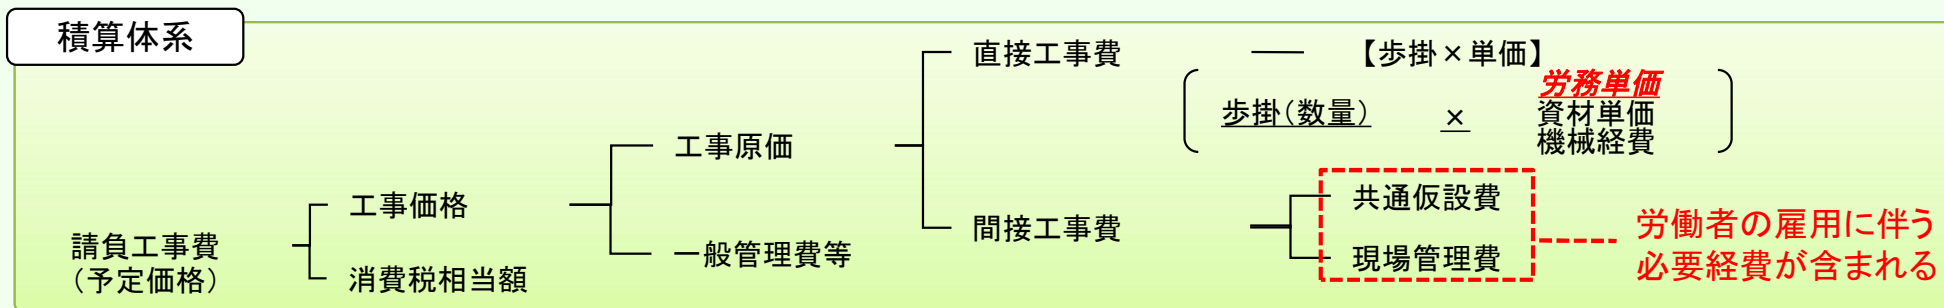 積算体系
直接工事費
【歩掛×単価】
歩掛(数量)
×
労務単価
資材単価
機械経費
工事原価
工事価格
共通仮設費
間接工事費
現場管理費
労働者の雇用に伴う
必要経費が含まれる
請負工事費
(予定価格)
一般管理費等
消費税相当額